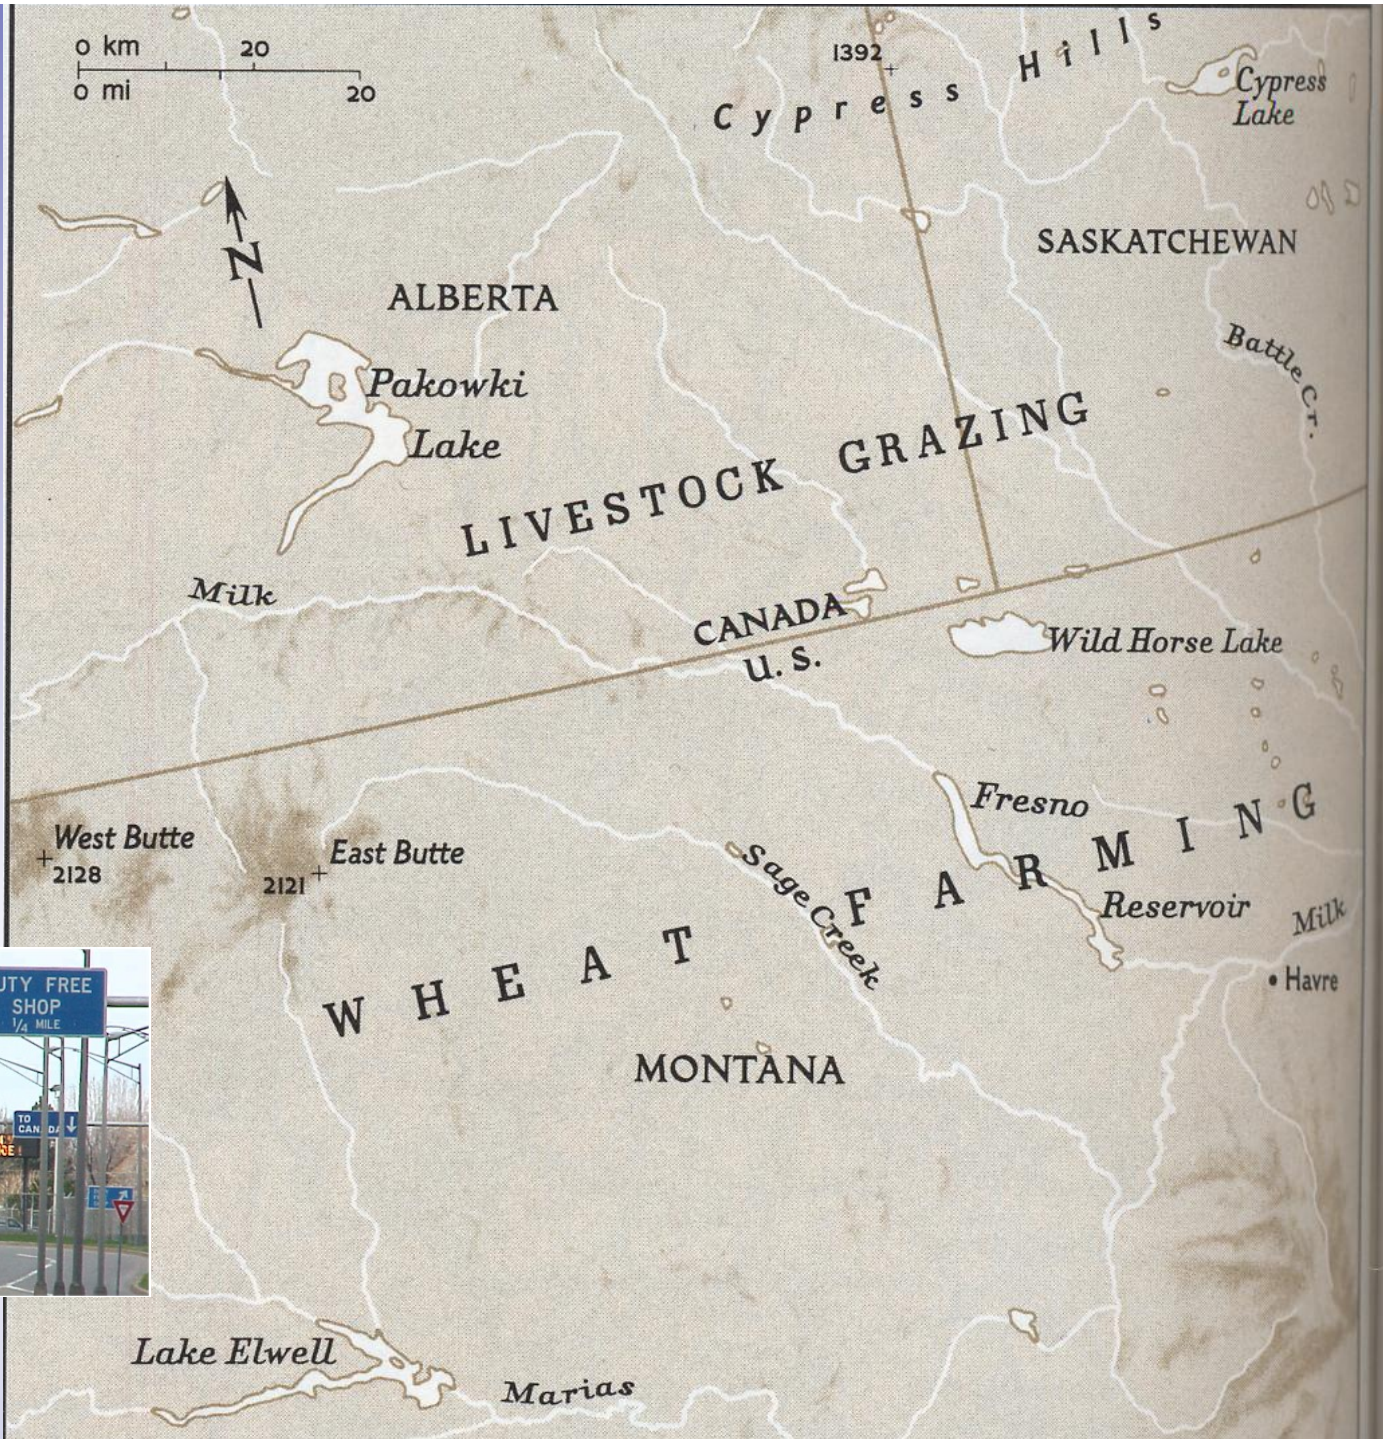 0 km 20
0 mi 20
1392
Cypress Hills
Cypress
Lake
SASKATCHEWAN
N
ALBERTA
Pakowki
Lake
Battle Cr.
LIVESTOCK GRAZING
Milk
CANADA
U. S.
Wild Horse Lake
Fresno
Reservoir
West Butte
2128
East Butte
2121
Sage Creek
WHEAT FARMING
Milk
Havre
UTY FREE
SHOP
1/4 MILE
TO
CANADA
MONTANA
Lake Elwell
Marias